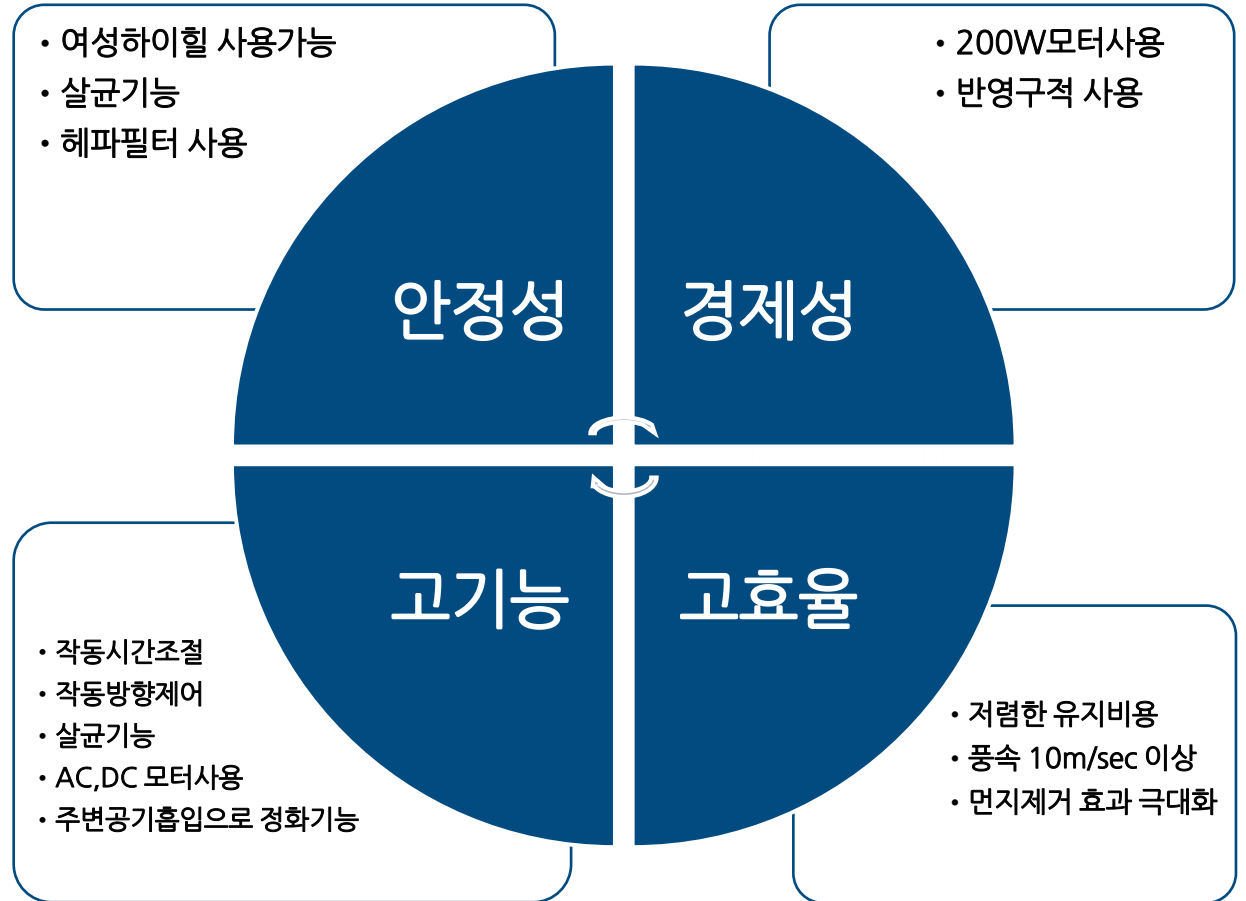 • 여성하이힐 사용가능
• 살균기능
• 헤파필터 사용
• 200W모터사용
• 반영구적 사용
안정성
경제성
고기능
고효율
• 작동시간조절
• 작동방향제어
• 살균기능
• AC,DC 모터사용
• 주변공기흡입으로 정화기능
• 저렴한 유지비용
• 풍속 10m/sec 이상
• 먼지제거 효과 극대화